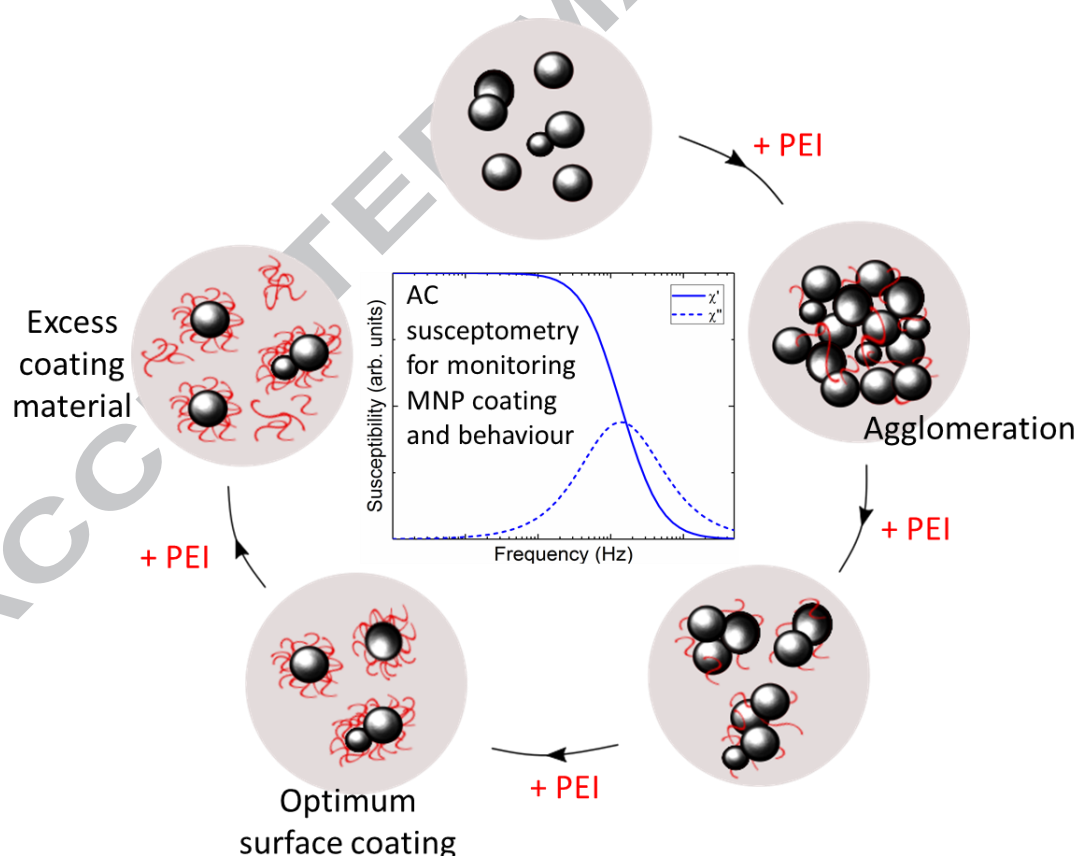 + PEI
AC
susceptometry
for monitoring
MNP coating
and behaviour
χ'
χ"
Susceptibility (arb. units)
Frequency (Hz)
Excess
coating
material
Agglomeration
+ PEI
+ PEI
+ PEI
Optimum
surface coating